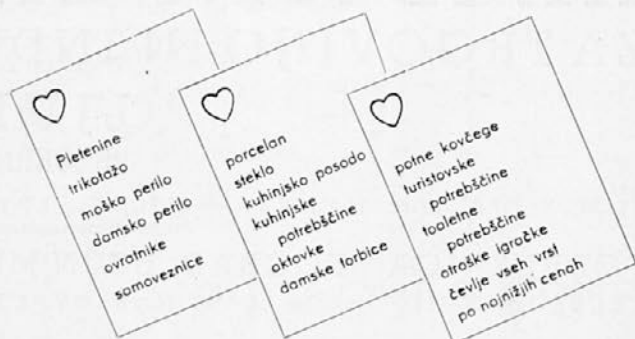 Pletenine
trikotažo
moško perilo
damsko perilo
ovratnike
samoveznice
porcelan
steklo
kuhinjsko posodo
kuhinjske
potrebščine
aktovke
damske torbice
potne kovčege
turistovske
potrebščine
toaletne
potrebščine
otroške igročke
čevlje vseh vrst
po najnižjih cenah